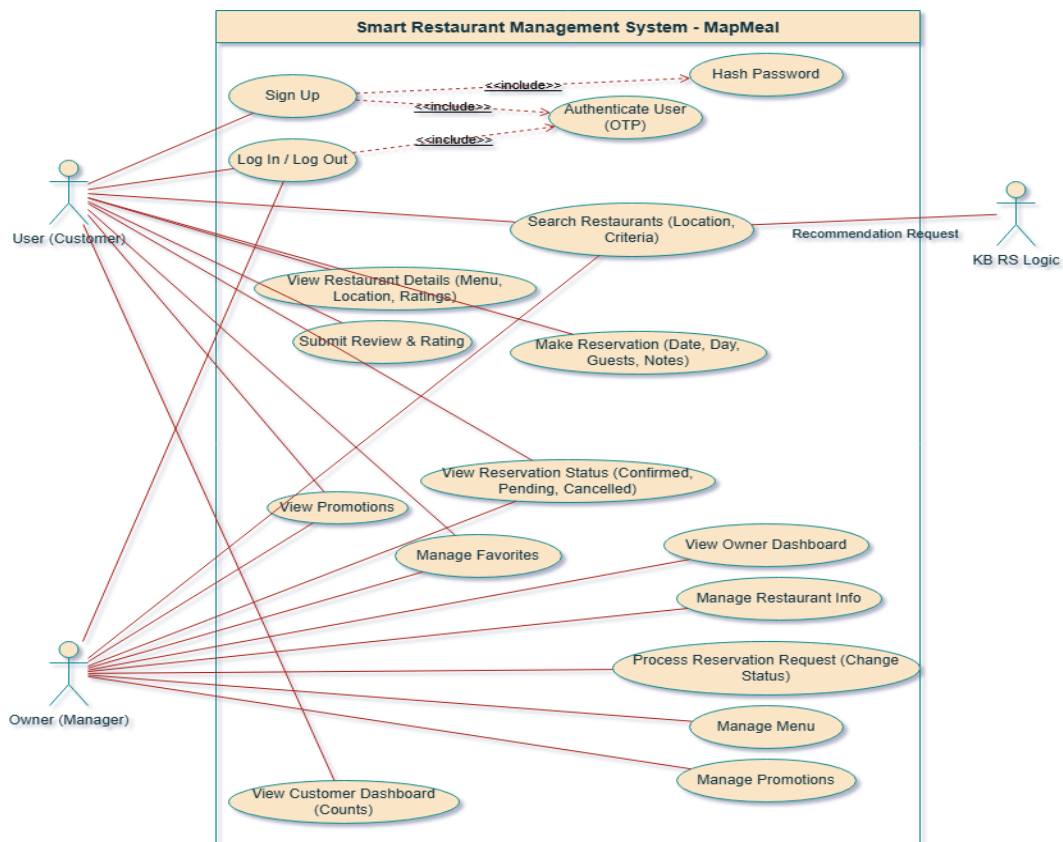 Smart Restaurant Management System - MapMeal
Hash Password
<<include>>
Sign Up
<<include>>
Authenticate User
(OTP)
<<include>>
Log In / Log Out
User (Customer)
Search Restaurants (Location,
Criteria)
Recommendation Request
KB RS Logic
View Restaurant Details (Menu,
Location, Ratings)
Submit Review & Rating
Make Reservation (Date, Day,
Guests, Notes)
View Reservation Status (Confirmed,
Pending, Cancelled)
View Promotions
Manage Favorites
View Owner Dashboard
Manage Restaurant Info
Process Reservation Request (Change
Status)
Owner (Manager)
Manage Menu
Manage Promotions
View Customer Dashboard
(Counts)